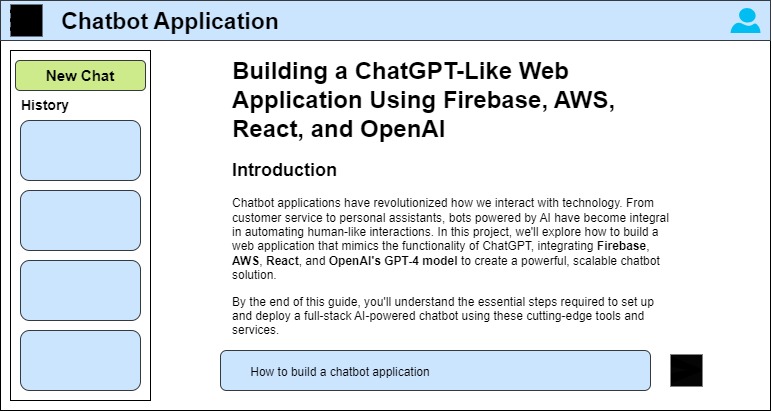 Chatbot Application
New Chat
History
Building a ChatGPT-Like Web
Application Using Firebase, AWS,
React, and OpenAI
Introduction
Chatbot applications have revolutionized how we interact with technology. From
customer service to personal assistants, bots powered by AI have become integral
in automating human-like interactions. In this project, we'll explore how to build a
web application that mimics the functionality of ChatGPT, integrating Firebase,
AWS, React, and OpenAI's GPT-4 model to create a powerful, scalable chatbot
solution.
By the end of this guide, you'll understand the essential steps required to set up
and deploy a full-stack AI-powered chatbot using these cutting-edge tools and
services.
How to build a chatbot application